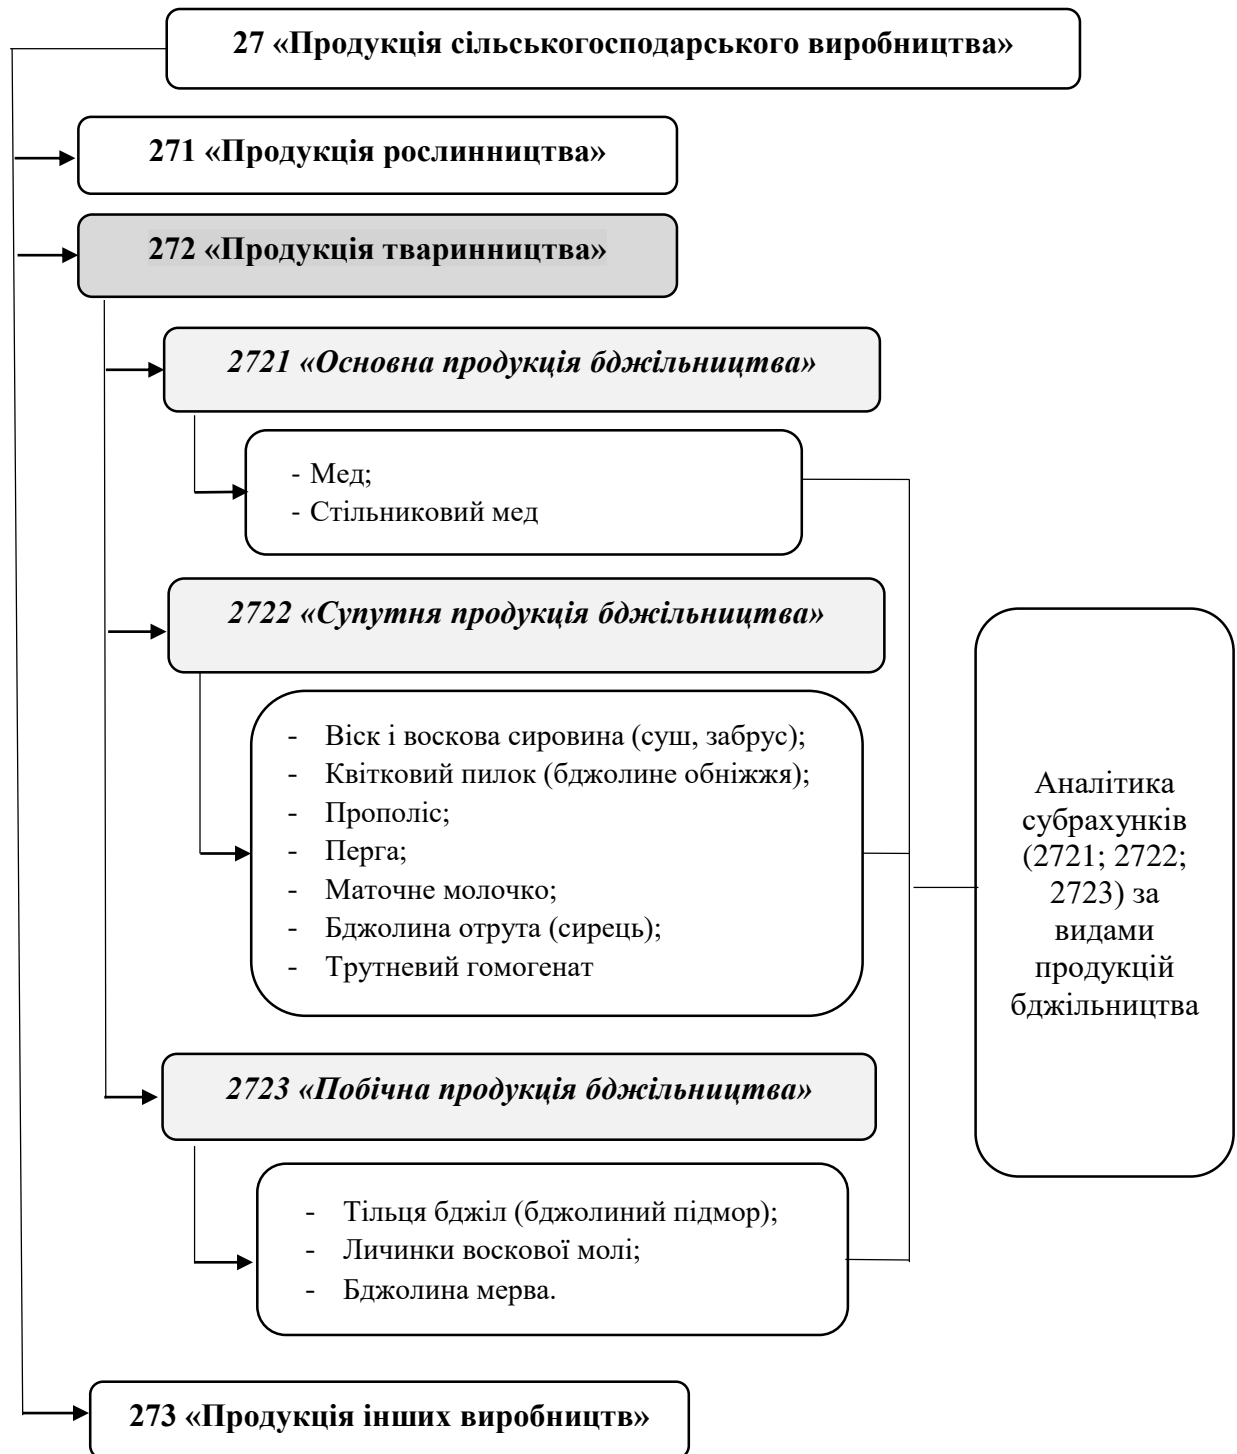 27 «Продукція сільськогосподарського виробництва»
271 «Продукція рослинництва»
272 «Продукція тваринництва»
2721 «Основна продукція бджільництва»
- Мед;
- Стільниковий мед
2722 «Супутня продукція бджільництва»
- Віск і воскова сировина (суш, забрус);
- Квітковий пилок (бджолине обніжжя);
- Прополіс;
- Перга;
- Маточне молочко;
- Бджолина отрута (сирець);
- Трутневий гомогенат
Аналітика
субрахунків
(2721; 2722;
2723) за
видами
продукцій
бджільництва
2723 «Побічна продукція бджільництва»
- Тільця бджіл (бджолиний підмор);
- Личинки воскової молі;
- Бджолина мерва.
273 «Продукція інших виробництв»